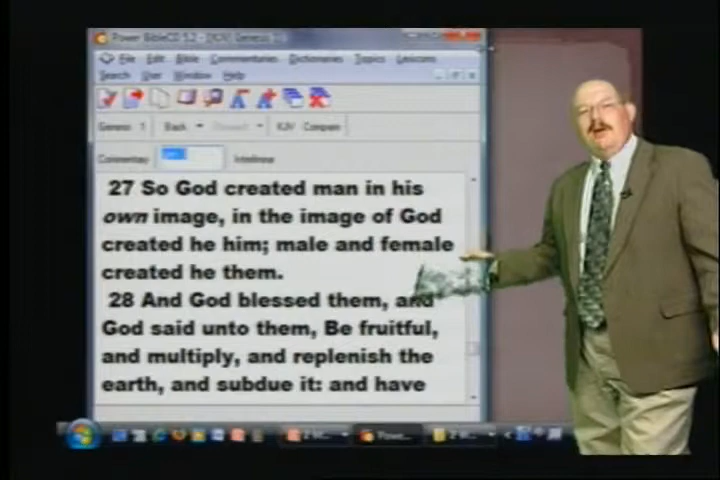 Power BibleCD 5.2 - [KJV Genesis
File Edit Bible Commentaries Dictionaries Topics Lexicons
Search User Window Help
Genesis 1 Back KJV Compare
Commentary Interlinear
27 So God created man in his
own image, in the image of God
created he him; male and female
created he them.
28 And God blessed them, and
God said unto them, Be fruitful,
and multiply, and replenish the
earth, and subdue it: and have